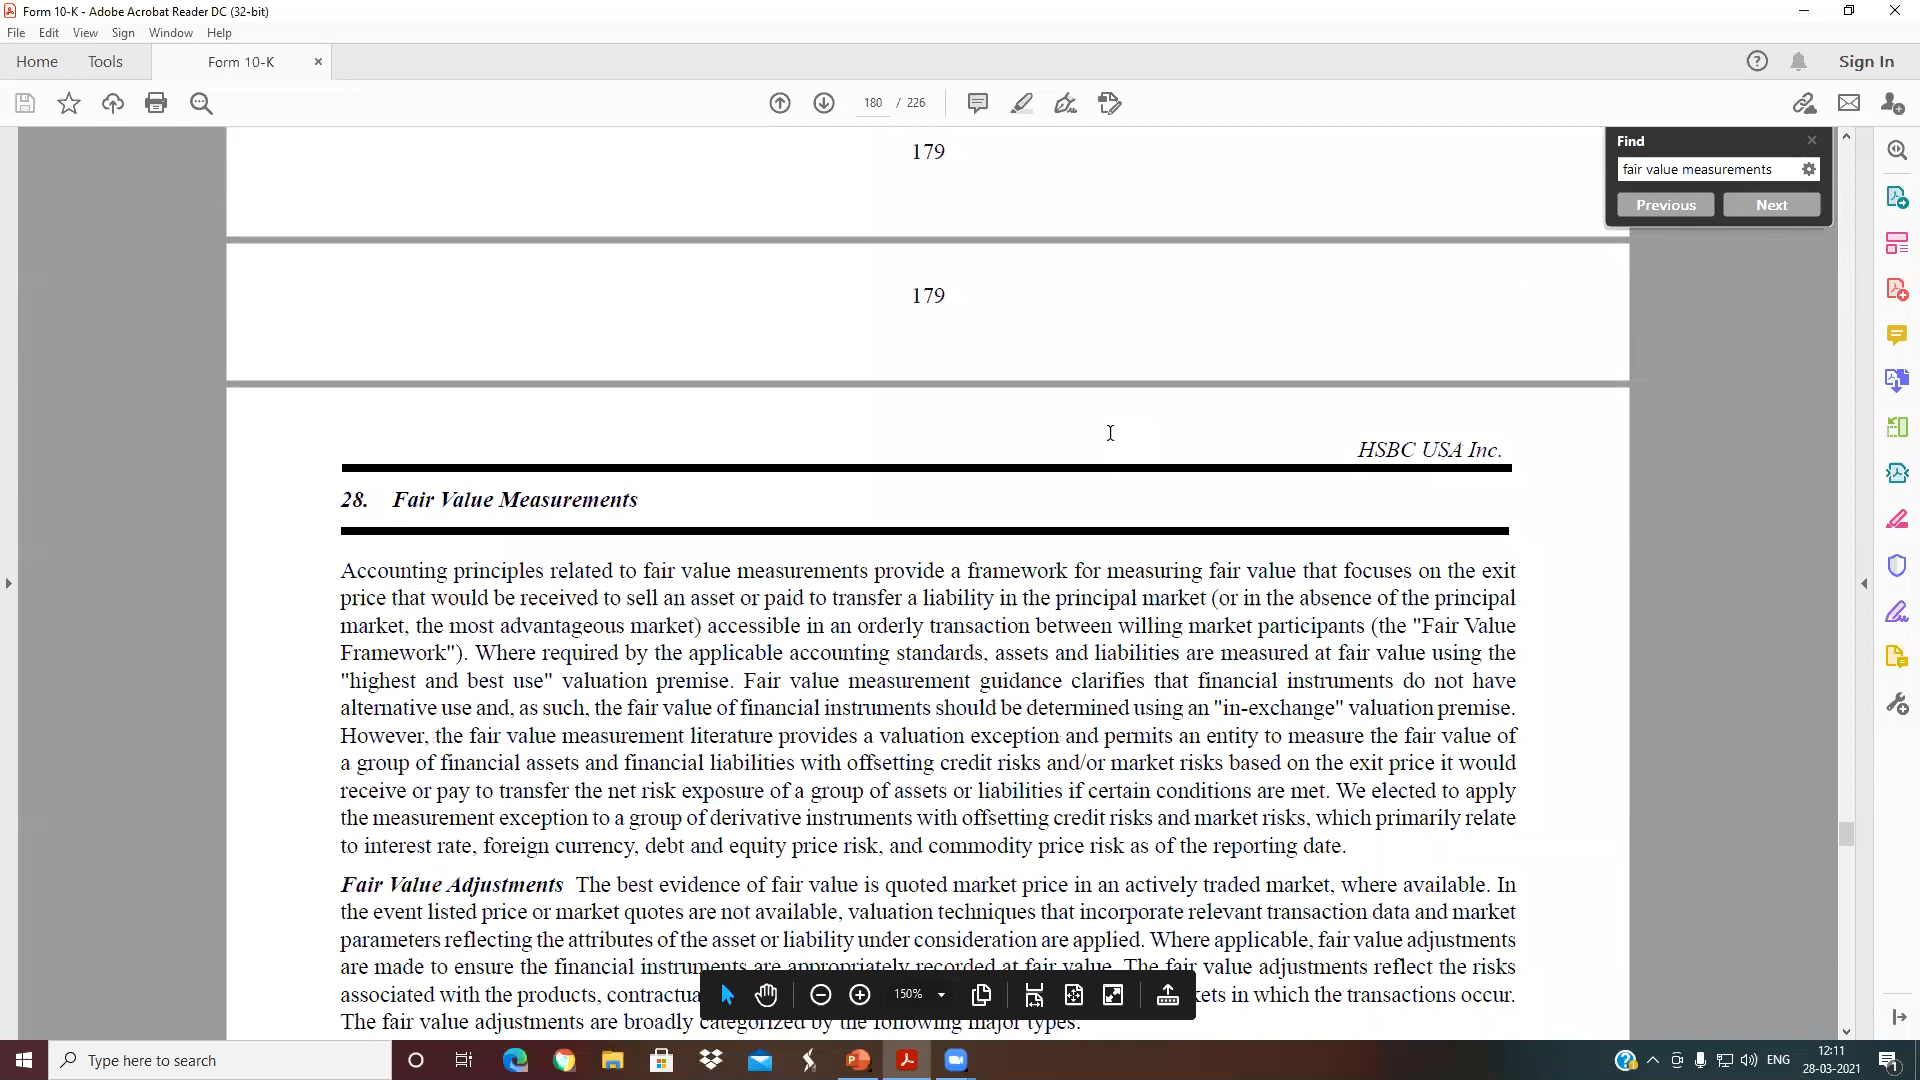 Form 10-K - Adobe Acrobat Reader DC (32-bit)
File Edit View Sign Window Help
Home Tools Form 10-K Sign In
180 / 226
Find
fair value measurements
Previous Next
179
179
HSBC USA Inc.
28. Fair Value Measurements
Accounting principles related to fair value measurements provide a framework for measuring fair value that focuses on the exit
price that would be received to sell an asset or paid to transfer a liability in the principal market (or in the absence of the principal
market, the most advantageous market) accessible in an orderly transaction between willing market participants (the "Fair Value
Framework"). Where required by the applicable accounting standards, assets and liabilities are measured at fair value using the
"highest and best use" valuation premise. Fair value measurement guidance clarifies that financial instruments do not have
alternative use and, as such, the fair value of financial instruments should be determined using an "in-exchange" valuation premise.
However, the fair value measurement literature provides a valuation exception and permits an entity to measure the fair value of
a group of financial assets and financial liabilities with offsetting credit risks and/or market risks based on the exit price it would
receive or pay to transfer the net risk exposure of a group of assets or liabilities if certain conditions are met. We elected to apply
the measurement exception to a group of derivative instruments with offsetting credit risks and market risks, which primarily relate
to interest rate, foreign currency, debt and equity price risk, and commodity price risk as of the reporting date.
Fair Value Adjustments The best evidence of fair value is quoted market price in an actively traded market, where available. In
the event listed price or market quotes are not available, valuation techniques that incorporate relevant transaction data and market
parameters reflecting the attributes of the asset or liability under consideration are applied. Where applicable, fair value adjustments
are made to ensure the financial instruments are appropriately recorded at fair value. The fair value adjustments reflect the risks
associated with the products, contractua kets in which the transactions occur.
The fair value adjustments are broadly categorized by the following major types:
150%
Type here to search
ENG
12:11
28-03-2021
1